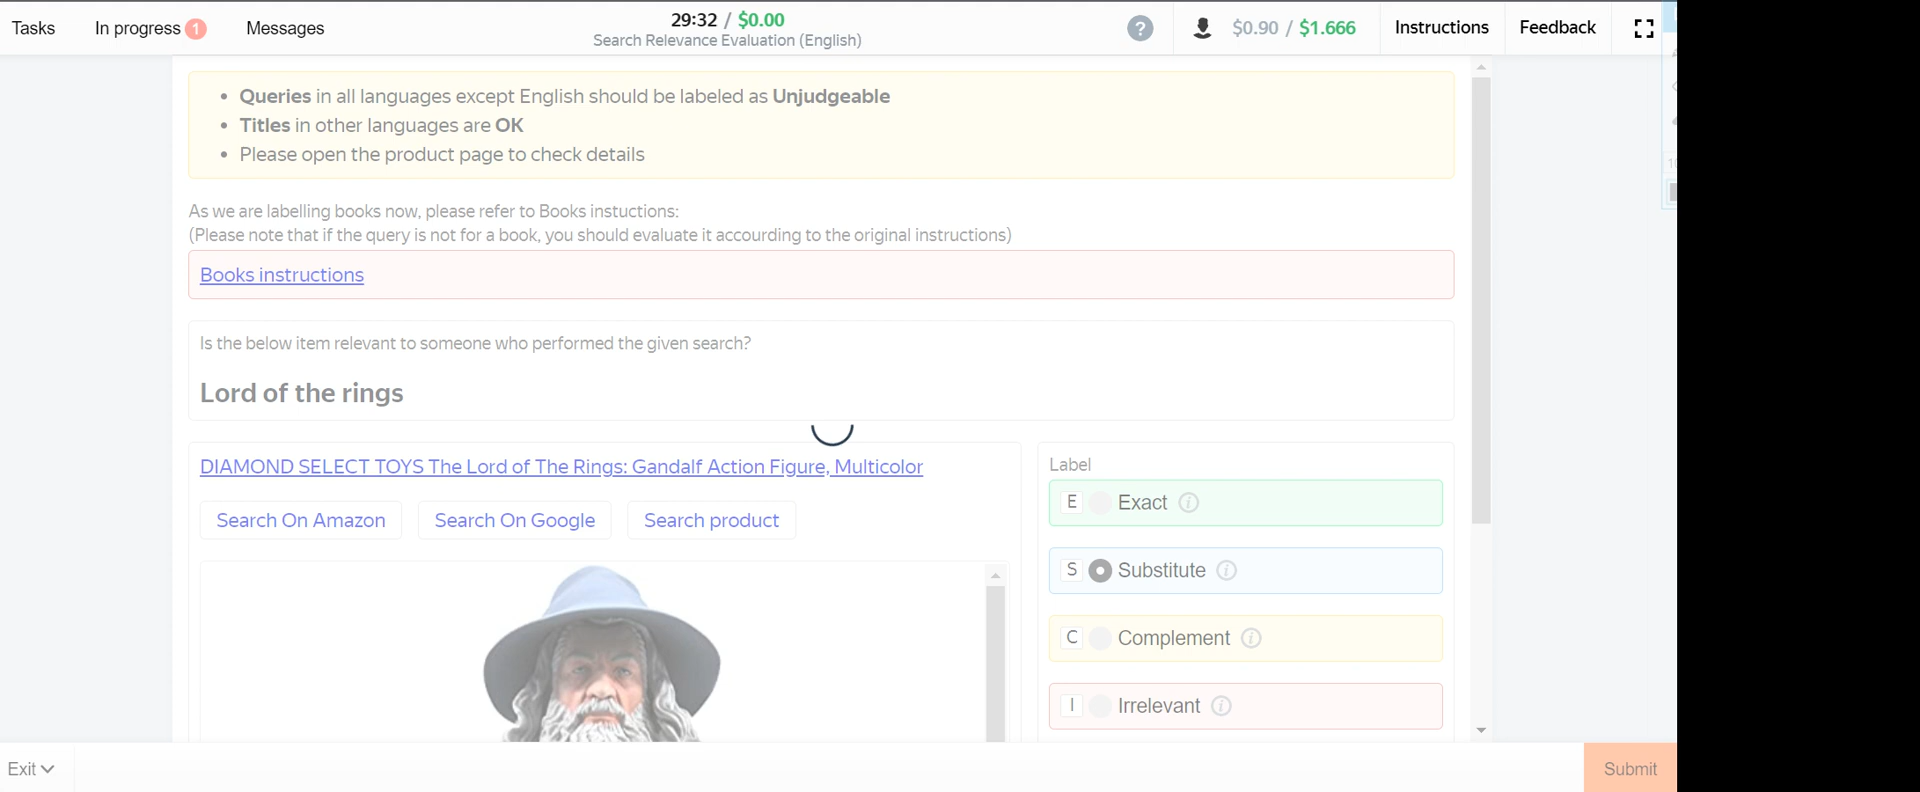 Tasks
In progress 1
Messages
29:32 / $0.00
Search Relevance Evaluation (English)
?
$0.90 / $1.666
Instructions
Feedback
• Queries in all languages except English should be labeled as Unjudgeable
• Titles in other languages are OK
• Please open the product page to check details
As we are labelling books now, please refer to Books instuctions:
(Please note that if the query is not for a book, you should evaluate it accourding to the original instructions)
Books instructions
Is the below item relevant to someone who performed the given search?
Lord of the rings
DIAMOND SELECT TOYS The Lord of The Rings: Gandalf Action Figure, Multicolor
Search On Amazon
Search On Google
Search product
Label
E Exact i
S Substitute i
C Complement i
I Irrelevant i
Exit
Submit